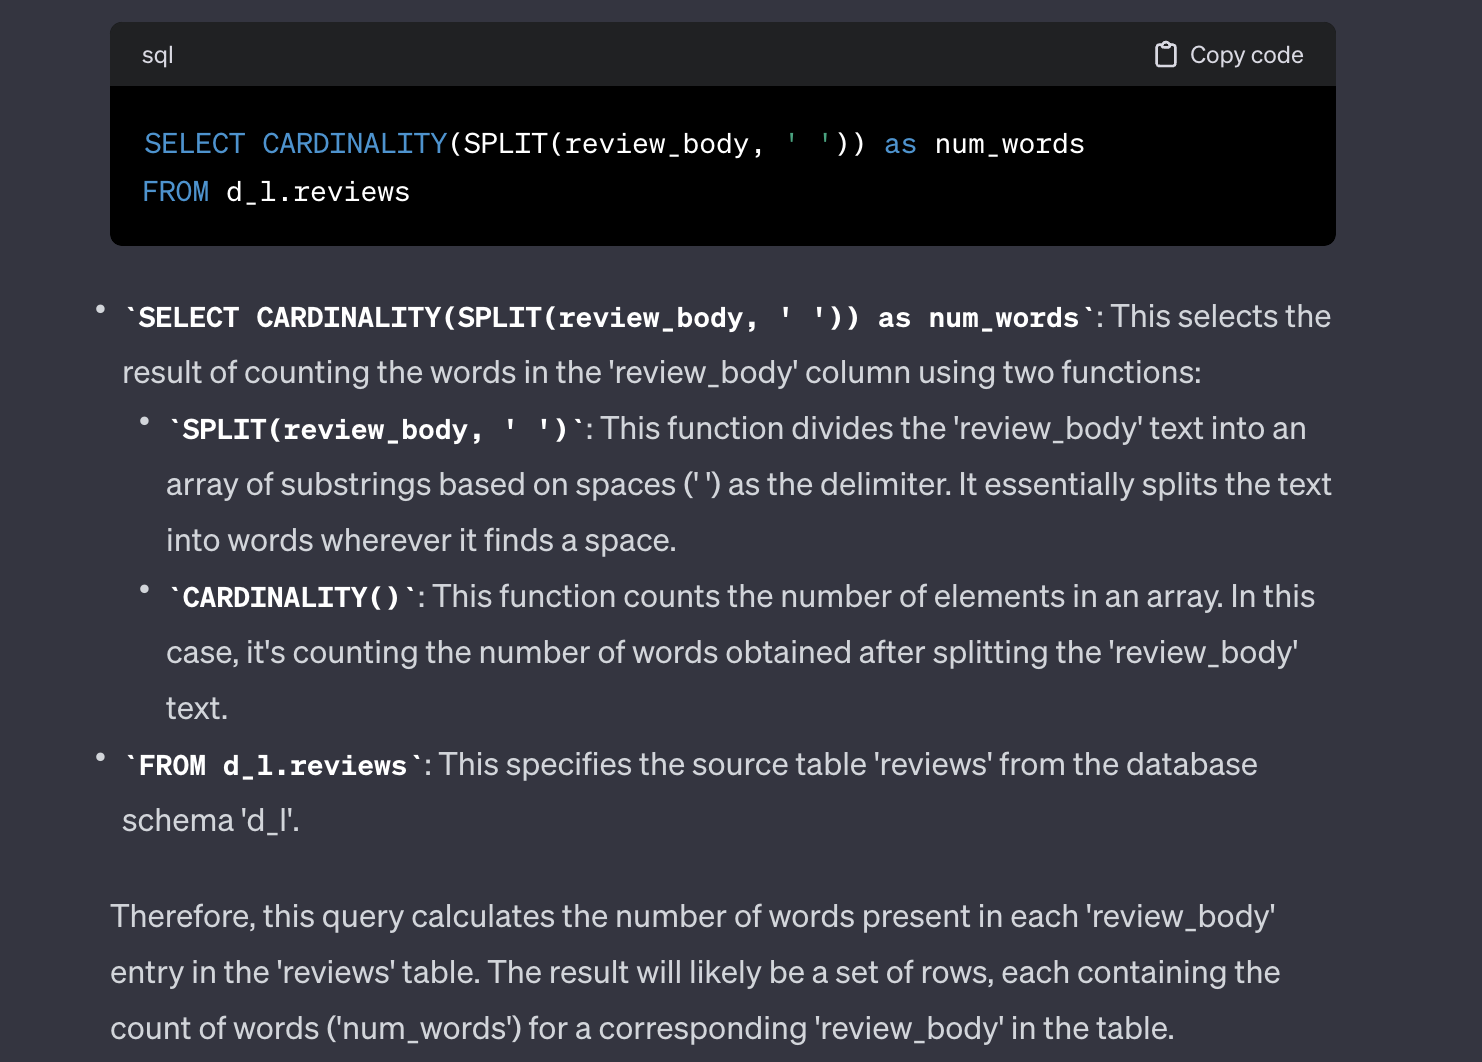 sql
Copy code
SELECT CARDINALITY(SPLIT(review_body, ' ')) as num_words
FROM d_l.reviews
• `SELECT CARDINALITY(SPLIT(review_body, ' ')) as num_words`: This selects the
result of counting the words in the 'review_body' column using two functions:
• `SPLIT(review_body, ' ')`: This function divides the 'review_body' text into an
array of substrings based on spaces (' ') as the delimiter. It essentially splits the text
into words wherever it finds a space.
• `CARDINALITY()`: This function counts the number of elements in an array. In this
case, it's counting the number of words obtained after splitting the 'review_body'
text.
• `FROM d_l.reviews`: This specifies the source table 'reviews' from the database
schema 'd_l'.
Therefore, this query calculates the number of words present in each 'review_body'
entry in the 'reviews' table. The result will likely be a set of rows, each containing the
count of words ('num_words') for a corresponding 'review_body' in the table.